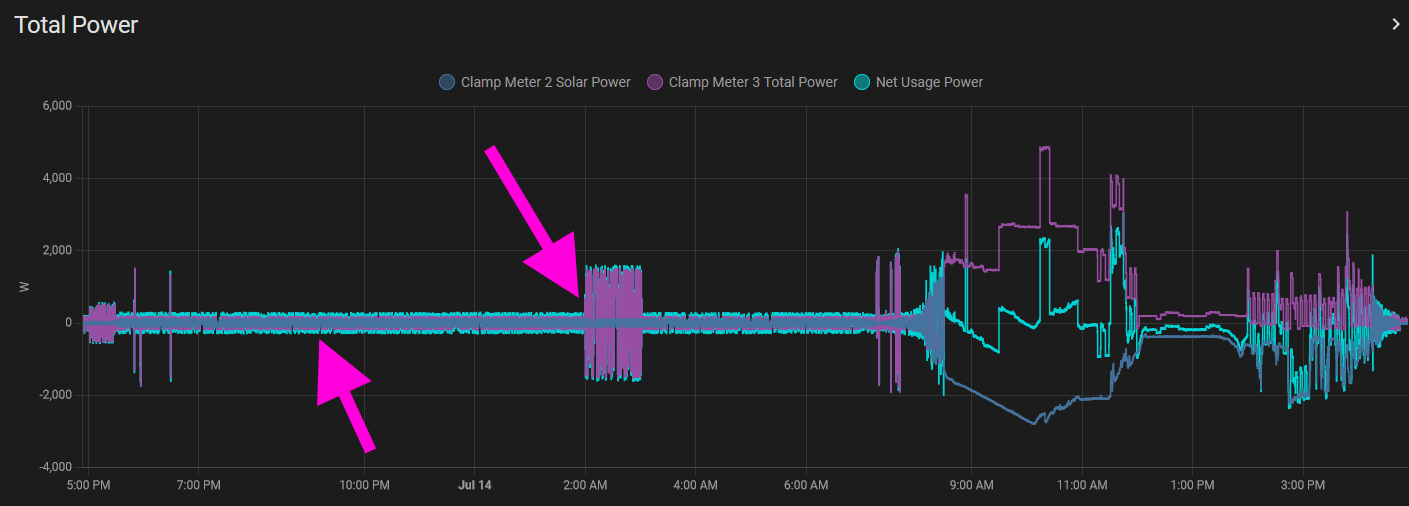 Total Power
Clamp Meter 2 Solar Power Clamp Meter 3 Total Power Net Usage Power
6,000
4,000
2,000
0
-2,000
-4,000
W
5:00 PM 7:00 PM 10:00 PM Jul 14 2:00 AM 4:00 AM 6:00 AM 9:00 AM 11:00 AM 1:00 PM 3:00 PM